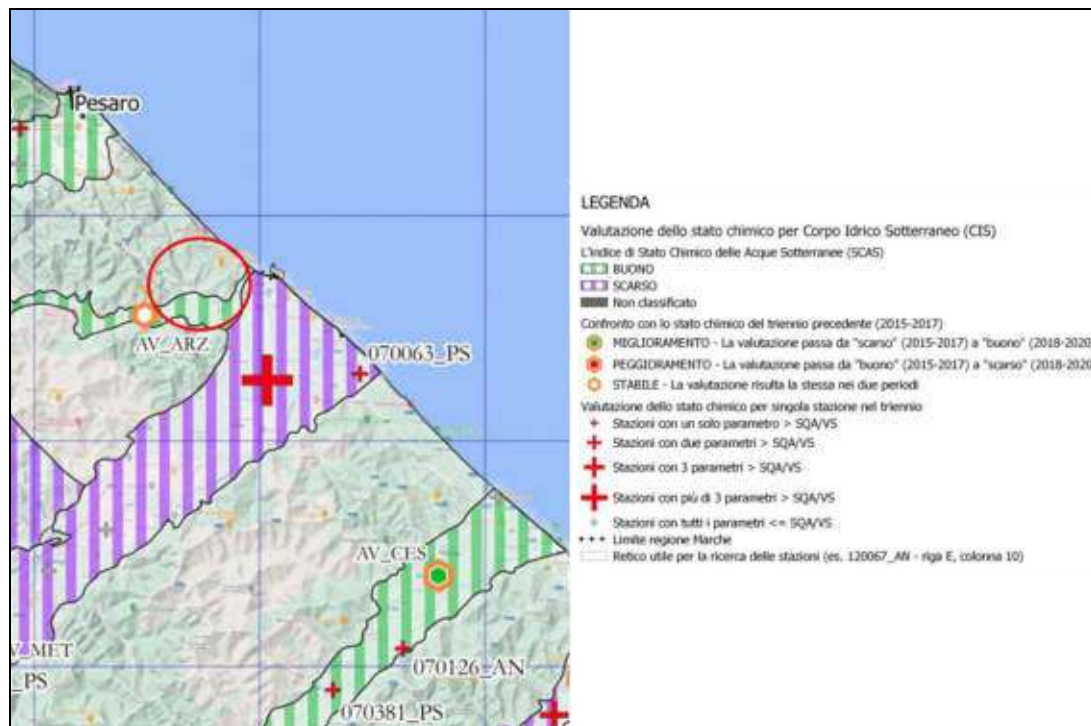 Pesaro
AV_ARZ
070063_PS
AV_CES
V_MET
_PS
070126_AN
070381_PS
LEGENDA
Valutazione dello stato chimico per Corpo Idrico Sotterraneo (CIS)
L'Indice di Stato Chimico delle Acque Sotterranee (SCAS)
BUONO
SCARSO
Non classificato
Confronto con lo stato chimico del triennio precedente (2015-2017)
MIGLIORAMENTO - La valutazione passa da "scarso" (2015-2017) a "buono" (2018-2020
PEGGIORAMENTO - La valutazione passa da "buono" (2015-2017) a "scarso" (2018-2020
STABILE - La valutazione risulta la stessa nei due periodi
Valutazione dello stato chimico per singola stazione nel triennio
Stazioni con un solo parametro > SQA/VS
Stazioni con due parametri > SQA/VS
Stazioni con 3 parametri > SQA/VS
Stazioni con più di 3 parametri > SQA/VS
Stazioni con tutti i parametri <= SQA/VS
Limite regione Marche
Retico utile per la ricerca delle stazioni (es. 120067_AN - riga E, colonna 10)